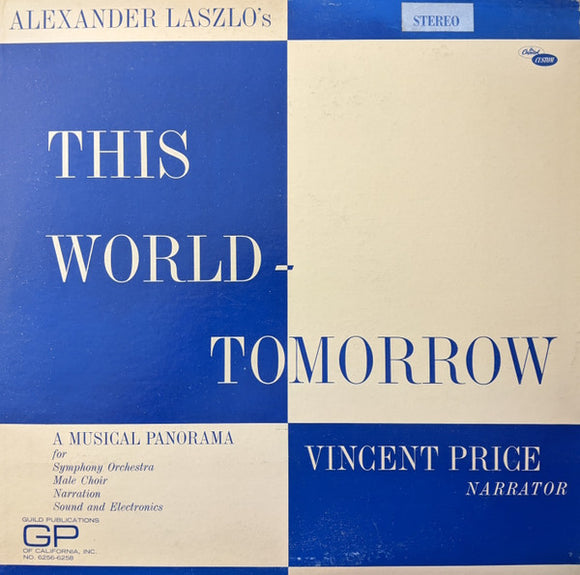 ALEXANDER LASZLO's
STEREO
Capitol
CUSTOM
THIS
WORLD-
TOMORROW
A MUSICAL PANORAMA
for
Symphony Orchestra
Male Choir
Narration
Sound and Electronics
VINCENT PRICE
NARRATOR
GUILD PUBLICATIONS
GP
OF CALIFORNIA, INC.
NO. 6256-6258